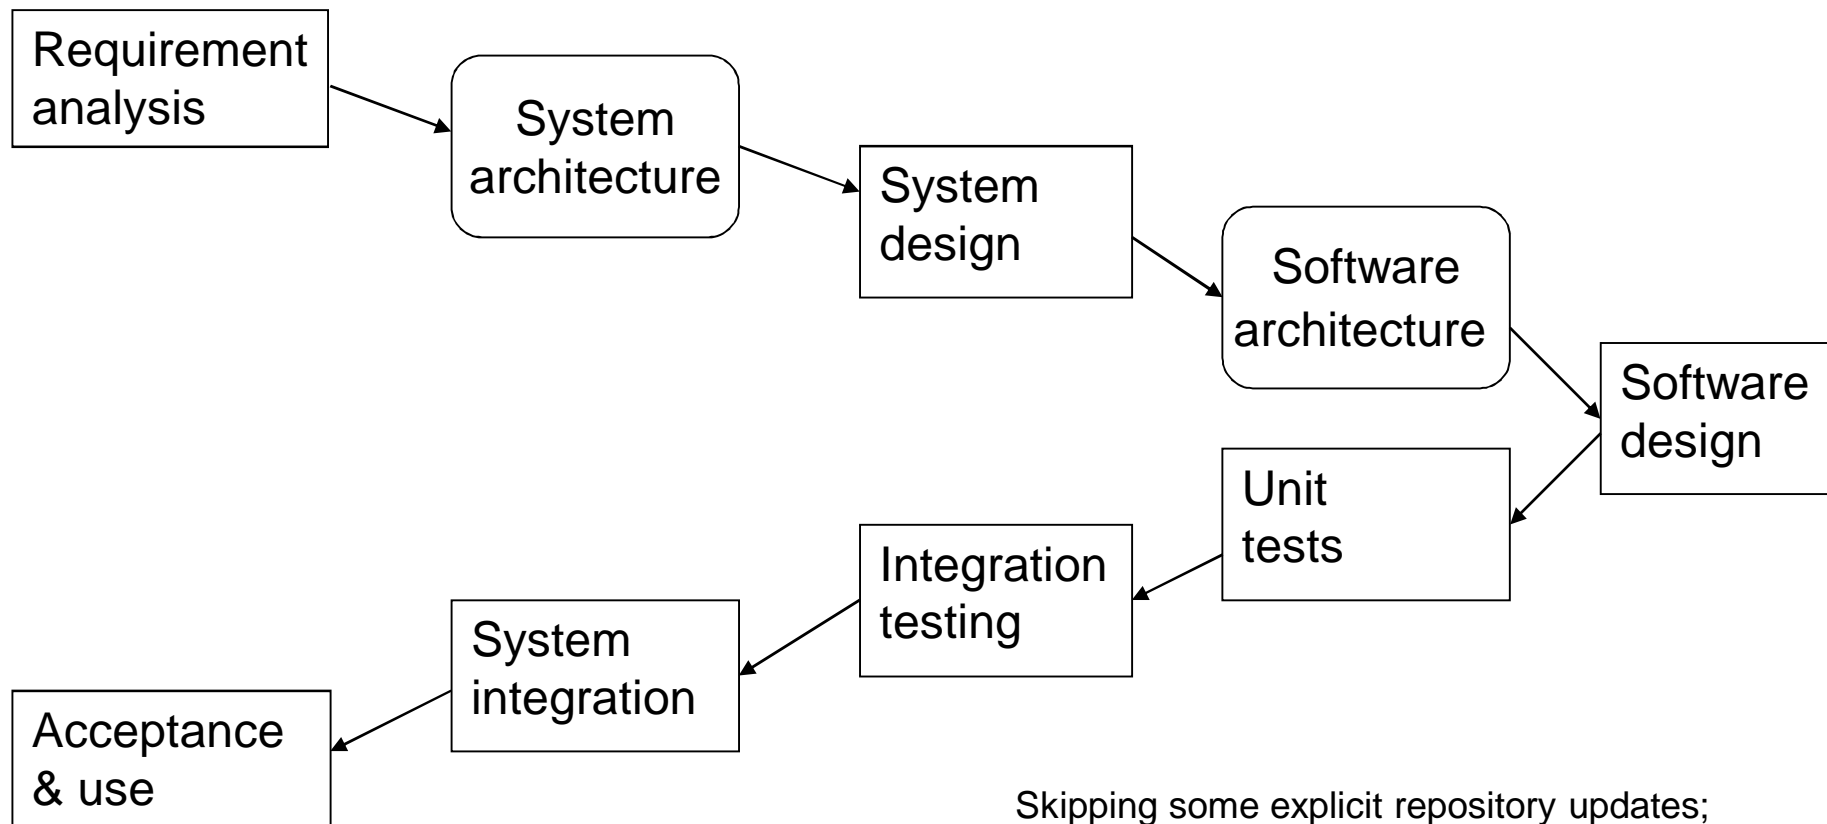 Requirement
analysis
System
architecture
System
design
Software
architecture
Software
design
Unit
tests
Integration
testing
System
integration
Acceptance
& use
Skipping some explicit repository updates;